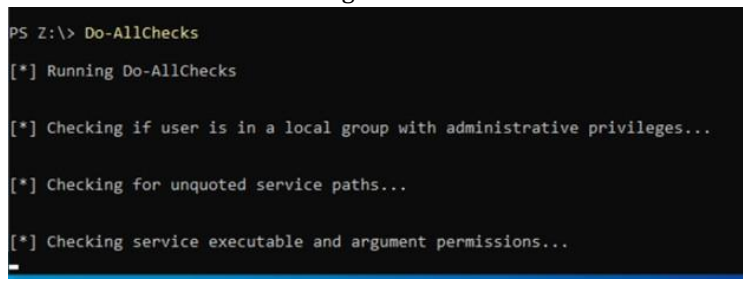 PS Z:\> Do-AllChecks
[*] Running Do-AllChecks
[*] Checking if user is in a local group with administrative privileges...
[*] Checking for unquoted service paths...
[*] Checking service executable and argument permissions...